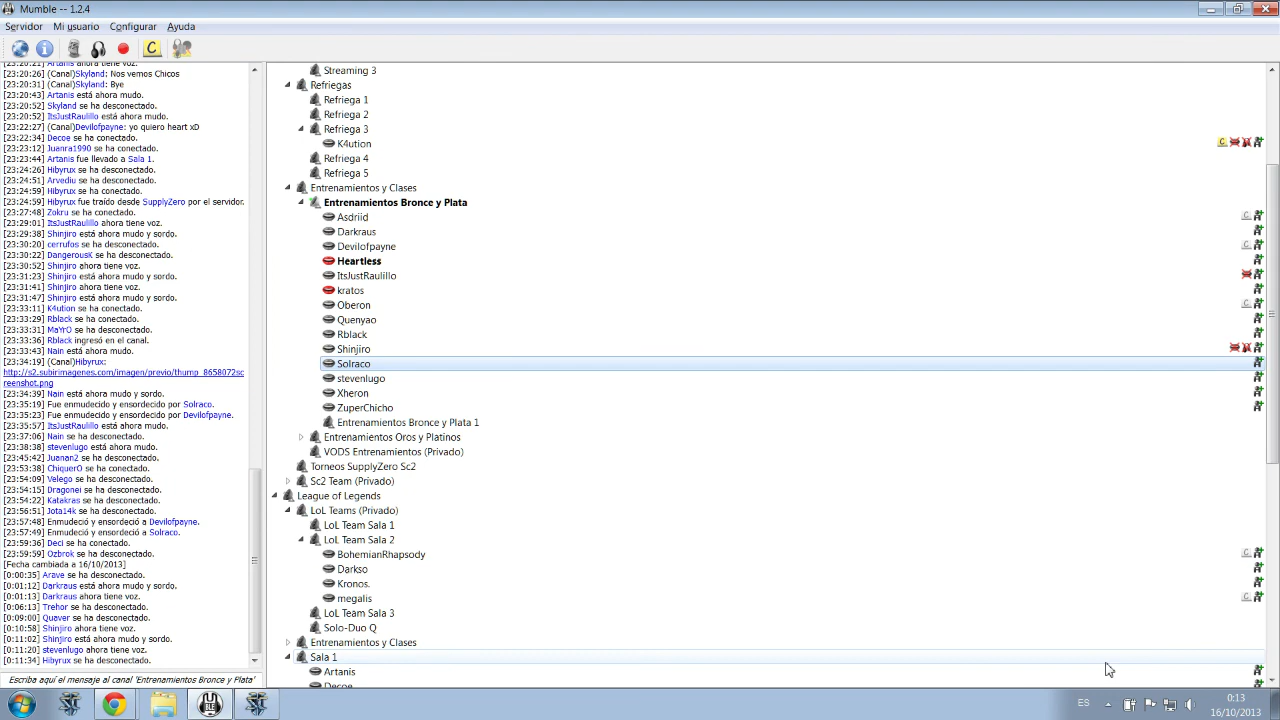 Mumble -- 1.2.4
Servidor Mi usuario Configurar Ayuda
[23:20:21] Artanis ahora tiene voz.
[23:20:26] (Canal)Skyland: Nos vemos Chicos
[23:20:31] (Canal)Skyland: Bye
[23:20:43] Artanis está ahora mudo.
[23:20:52] Skyland se ha desconectado.
[23:20:52] ItsJustRaulillo está ahora mudo.
[23:22:27] (Canal)Devilofpayne: yo quiero heart xD
[23:22:34] Decoe se ha conectado.
[23:23:12] Juanra1990 se ha conectado.
[23:23:44] Artanis fue llevado a Sala 1.
[23:24:26] Hibyrux se ha desconectado.
[23:24:51] Arvediu se ha desconectado.
[23:24:59] Hibyrux se ha conectado.
[23:24:59] Hibyrux fue traído desde SupplyZero por el servidor.
[23:27:48] Zokru se ha conectado.
[23:29:01] ItsJustRaulillo ahora tiene voz.
[23:29:38] Shinjiro está ahora mudo y sordo.
[23:30:20] cerrufos se ha desconectado.
[23:30:22] DangerousK se ha desconectado.
[23:30:52] Shinjiro ahora tiene voz.
[23:31:23] Shinjiro está ahora mudo y sordo.
[23:31:41] Shinjiro ahora tiene voz.
[23:31:47] Shinjiro está ahora mudo y sordo.
[23:33:11] K4ution se ha conectado.
[23:33:29] Rblack se ha conectado.
[23:33:31] MaYrO se ha desconectado.
[23:33:36] Rblack ingresó en el canal.
[23:33:43] Nain está ahora mudo.
[23:34:19] (Canal)Hibyrux:
http://s2.subirimagenes.com/imagen/previo/thump_8658072sc
reenshot.png
[23:34:39] Nain está ahora mudo y sordo.
[23:35:19] Fue enmudecido y ensordecido por Solraco.
[23:35:23] Fue enmudecido y ensordecido por Devilofpayne.
[23:35:57] ItsJustRaulillo está ahora mudo.
[23:37:06] Nain se ha desconectado.
[23:38:38] stevenlugo está ahora mudo.
[23:45:42] Juanan2 se ha desconectado.
[23:53:38] ChiquerO se ha conectado.
[23:54:09] Velego se ha desconectado.
[23:54:15] Dragonei se ha desconectado.
[23:54:22] Katakras se ha desconectado.
[23:56:51] Jota14k se ha desconectado.
[23:57:48] Enmudeció y ensordeció a Devilofpayne.
[23:57:49] Enmudeció y ensordeció a Solraco.
[23:59:36] Deci se ha conectado.
[23:59:59] Ozbrok se ha desconectado.
[Fecha cambiada a 16/10/2013]
[0:00:35] Arave se ha desconectado.
[0:01:12] Darkraus está ahora mudo y sordo.
[0:01:13] Darkraus ahora tiene voz.
[0:06:13] Trehor se ha desconectado.
[0:09:00] Quaver se ha desconectado.
[0:10:58] Shinjiro ahora tiene voz.
[0:11:02] Shinjiro está ahora mudo y sordo.
[0:11:20] stevenlugo ahora tiene voz.
[0:11:34] Hibyrux se ha desconectado.
Escriba aquí el mensaje al canal 'Entrenamientos Bronce y Plata'
Streaming 3
Refriegas
Refriega 1
Refriega 2
Refriega 3
K4ution
Refriega 4
Refriega 5
Entrenamientos y Clases
Entrenamientos Bronce y Plata
Asdriid
Darkraus
Devilofpayne
Heartless
ItsJustRaulillo
kratos
Oberon
Quenyao
Rblack
Shinjiro
Solraco
stevenlugo
Xheron
ZuperChicho
Entrenamientos Bronce y Plata 1
Entrenamientos Oros y Platinos
VODS Entrenamientos (Privado)
Torneos SupplyZero Sc2
Sc2 Team (Privado)
League of Legends
LoL Teams (Privado)
LoL Team Sala 1
LoL Team Sala 2
BohemianRhapsody
Darkso
Kronos.
megalis
LoL Team Sala 3
Solo-Duo Q
Entrenamientos y Clases
Sala 1
Artanis
Decoe
ES
0:13
16/10/2013